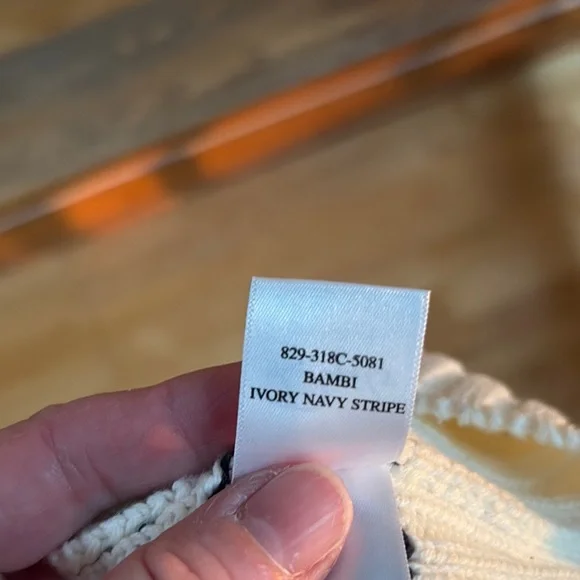 829-318C-5081
BAMBI
IVORY NAVY STRIPE